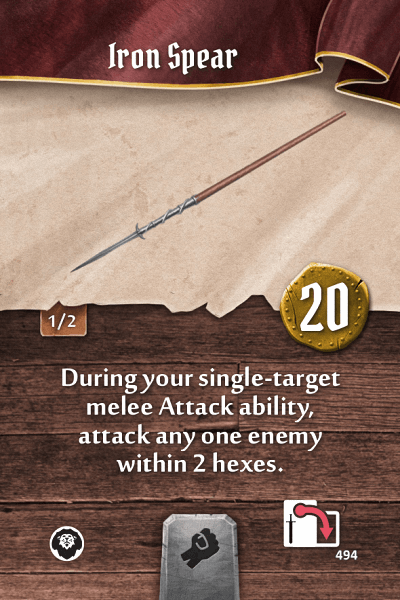 Iron Spear
1/2
20
During your single-target
melee Attack ability,
attack any one enemy
within 2 hexes.
494